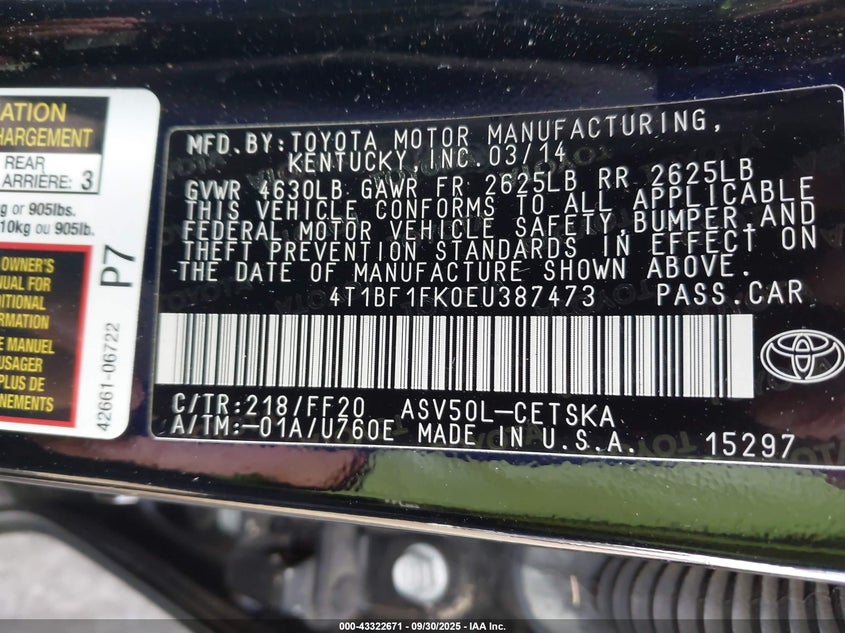 ATION
HARGEMENT
REAR
ARRIÈRE: 3
g or 905lbs.
10kg ou 905lb.
OWNER'S
NUAL FOR
DITIONAL
ORMATION
E MANUEL
USAGER
PLUS DE
NEMENTS
P7
42661-06722
MFD.BY:TOYOTA MOTOR MANUFACTURING,
KENTUCKY,INC.03/14
GVWR 4630LB GAWR FR 2625LB RR 2625LB
THIS VEHICLE CONFORMS TO ALL APPLICABLE
FEDERAL MOTOR VEHICLE SAFETY,BUMPER,AND
THEFT PREVENTION STANDARDS IN EFFECT ON
THE DATE OF MANUFACTURE SHOWN ABOVE.
4T1BF1FK0EU387473 PASS.CAR
C/TR:218/FF20 ASV50L-CETSKA
A/TM:-01A/U760E MADE IN U.S.A. 15297
000-43322671 - 09/30/2025 - IAA Inc.